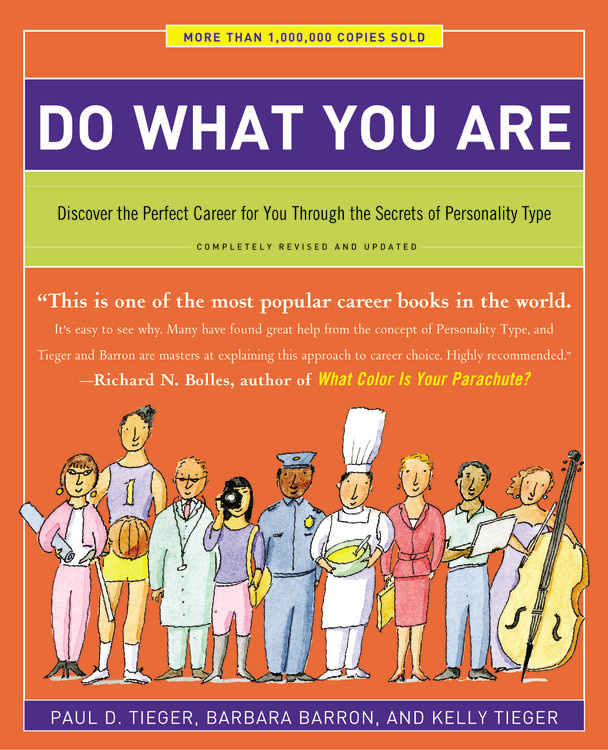 MORE THAN 1,000,000 COPIES SOLD
DO WHAT YOU ARE
Discover the Perfect Career for You Through the Secrets of Personality Type
COMPLETELY REVISED AND UPDATED
“This is one of the most popular career books in the world.
It's easy to see why. Many have found great help from the concept of Personality Type, and
Tieger and Barron are masters at explaining this approach to career choice. Highly recommended.”
—Richard N. Bolles, author of What Color Is Your Parachute?
1
PAUL D. TIEGER, BARBARA BARRON, AND KELLY TIEGER